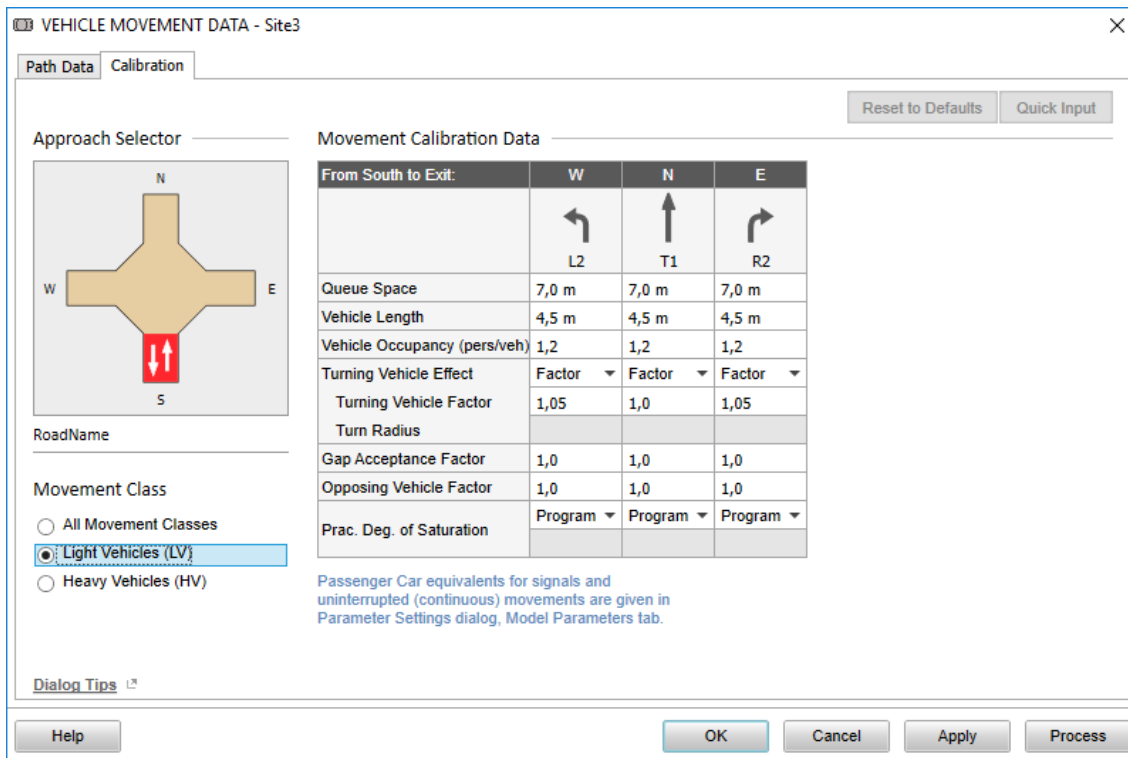 VEHICLE MOVEMENT DATA - Site3
Path Data Calibration
Reset to Defaults Quick Input
Approach Selector
N
W E
S
RoadName
Movement Class
All Movement Classes
Light Vehicles (LV)
Heavy Vehicles (HV)
Dialog Tips
Movement Calibration Data
From South to Exit: W N E
L2 T1 R2
Queue Space 7,0 m 7,0 m 7,0 m
Vehicle Length 4,5 m 4,5 m 4,5 m
Vehicle Occupancy (pers/veh) 1,2 1,2 1,2
Turning Vehicle Effect Factor Factor Factor
Turning Vehicle Factor 1,05 1,0 1,05
Turn Radius
Gap Acceptance Factor 1,0 1,0 1,0
Opposing Vehicle Factor 1,0 1,0 1,0
Prac. Deg. of Saturation Program Program Program
Passenger Car equivalents for signals and
uninterrupted (continuous) movements are given in
Parameter Settings dialog, Model Parameters tab.
Help OK Cancel Apply Process